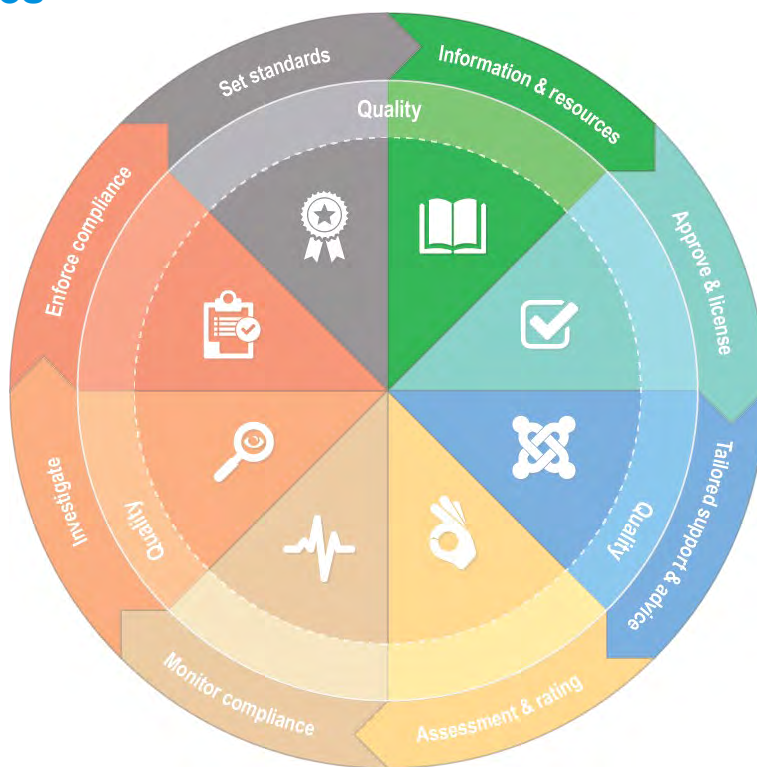 Set standards
Information & resources
Quality
Enforce compliance
Approve & license
Investigate
Quality
Quality
Tailored support & advice
Monitor compliance
Assessment & rating